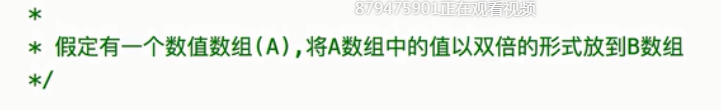 879475901正在观看视频
*
* 假定有一个数值数组(A),将A数组中的值以双倍的形式放到B数组
*/